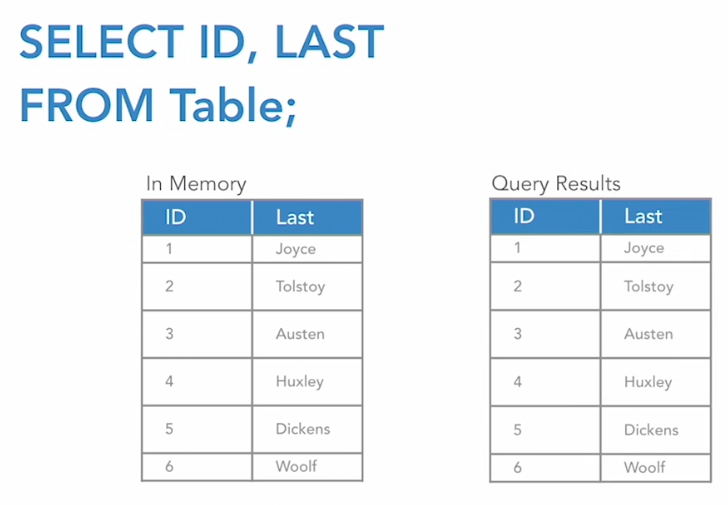 SELECT ID, LAST
FROM Table;
In Memory
ID Last
1 Joyce
2 Tolstoy
3 Austen
4 Huxley
5 Dickens
6 Woolf
Query Results
ID Last
1 Joyce
2 Tolstoy
3 Austen
4 Huxley
5 Dickens
6 Woolf